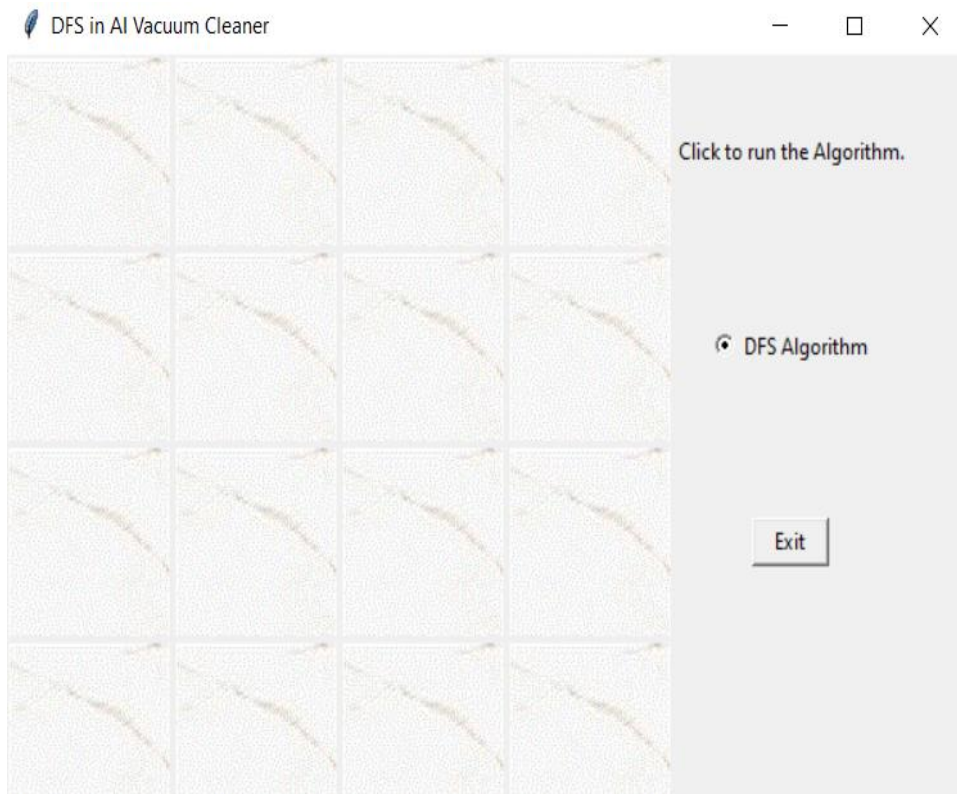 DFS in AI Vacuum Cleaner
Click to run the Algorithm.
DFS Algorithm
Exit